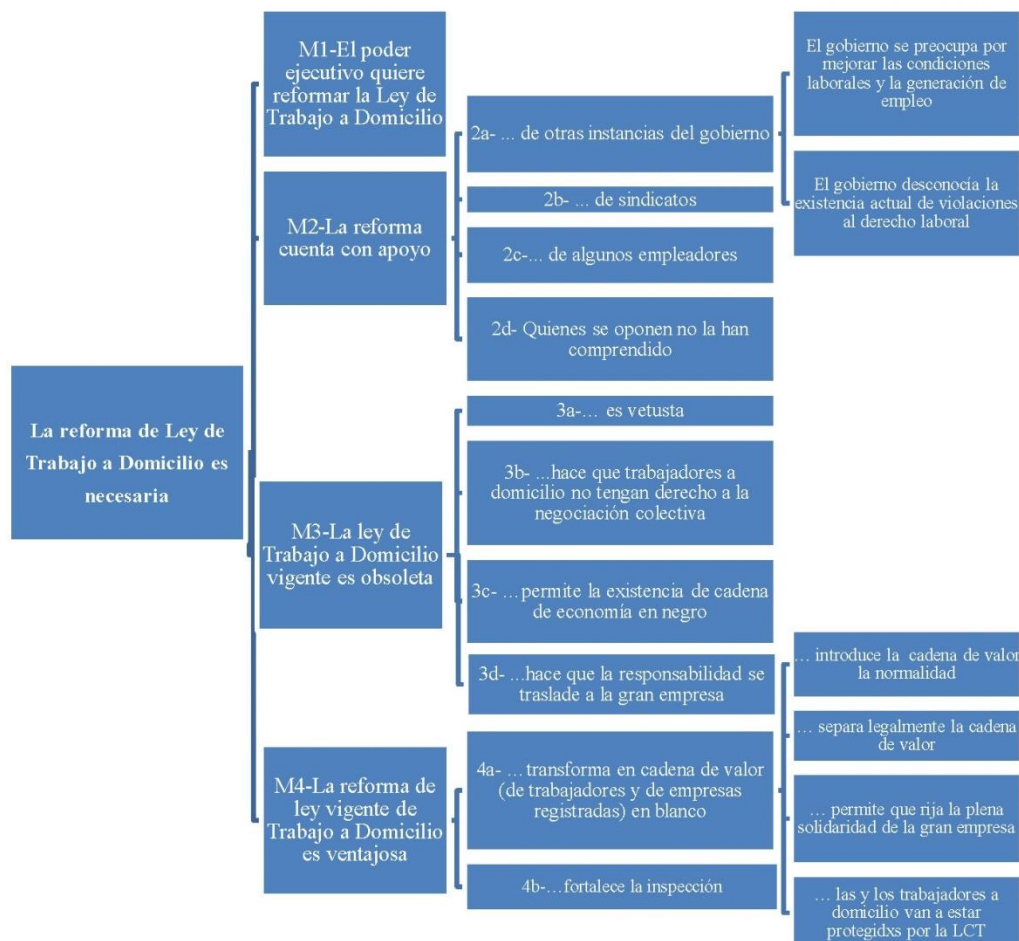 La reforma de Ley de
Trabajo a Domicilio es
necesaria
M1-El poder
ejecutivo quiere
reformar la Ley de
Trabajo a Domicilio
M2-La reforma
cuenta con apoyo
2a- ... de otras instancias del gobierno
El gobierno se preocupa por
mejorar las condiciones
laborales y la generación de
empleo
El gobierno desconocía la
existencia actual de violaciones
al derecho laboral
2b- ... de sindicatos
2c-... de algunos empleadores
2d- Quienes se oponen no la han
comprendido
M3-La ley de
Trabajo a Domicilio
vigente es obsoleta
3a-… es vetusta
3b- ...hace que trabajadores a
domicilio no tengan derecho a la
negociación colectiva
3c- …permite la existencia de cadena
de economía en negro
3d- ...hace que la responsabilidad se
traslade a la gran empresa
M4-La reforma de
ley vigente de
Trabajo a Domicilio
es ventajosa
4a- …transforma en cadena de valor
(de trabajadores y de empresas
registradas) en blanco
… introduce la cadena de valor
la normalidad
… separa legalmente la cadena
de valor
… permite que rija la plena
solidaridad de la gran empresa
… las y los trabajadores a
domicilio van a estar
protegidxs por la LCT
4b-…fortalece la inspección